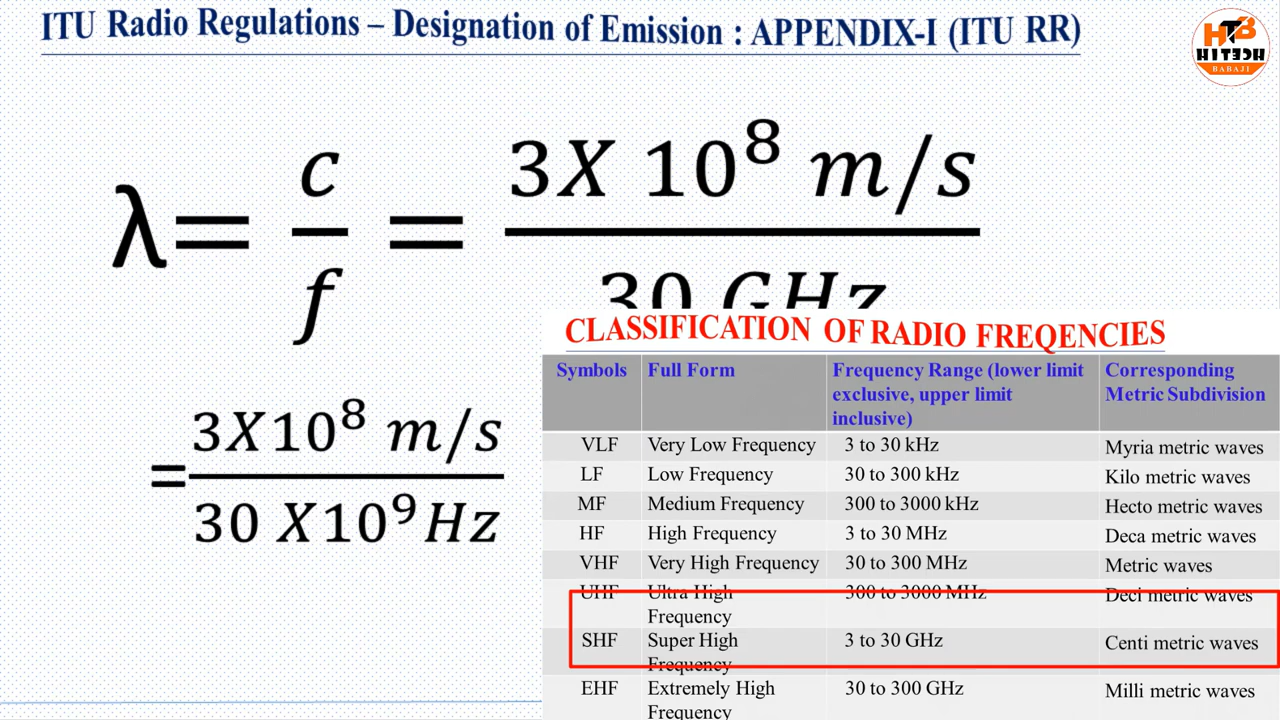 ITU Radio Regulations – Designation of Emission : APPENDIX-I (ITU RR)
HTB
HITECH
BABAJI
λ= c/f = 3X 10⁸ m/s / 30 GHz
= 3X10⁸ m/s / 30 X10⁹Hz
CLASSIFICATION OF RADIO FREQENCIES
Symbols Full Form Frequency Range (lower limit exclusive, upper limit inclusive) Corresponding Metric Subdivision
VLF Very Low Frequency 3 to 30 kHz Myria metric waves
LF Low Frequency 30 to 300 kHz Kilo metric waves
MF Medium Frequency 300 to 3000 kHz Hecto metric waves
HF High Frequency 3 to 30 MHz Deca metric waves
VHF Very High Frequency 30 to 300 MHz Metric waves
UHF Ultra High Frequency 300 to 3000 MHz Deci metric waves
SHF Super High Frequency 3 to 30 GHz Centi metric waves
EHF Extremely High Frequency 30 to 300 GHz Milli metric waves